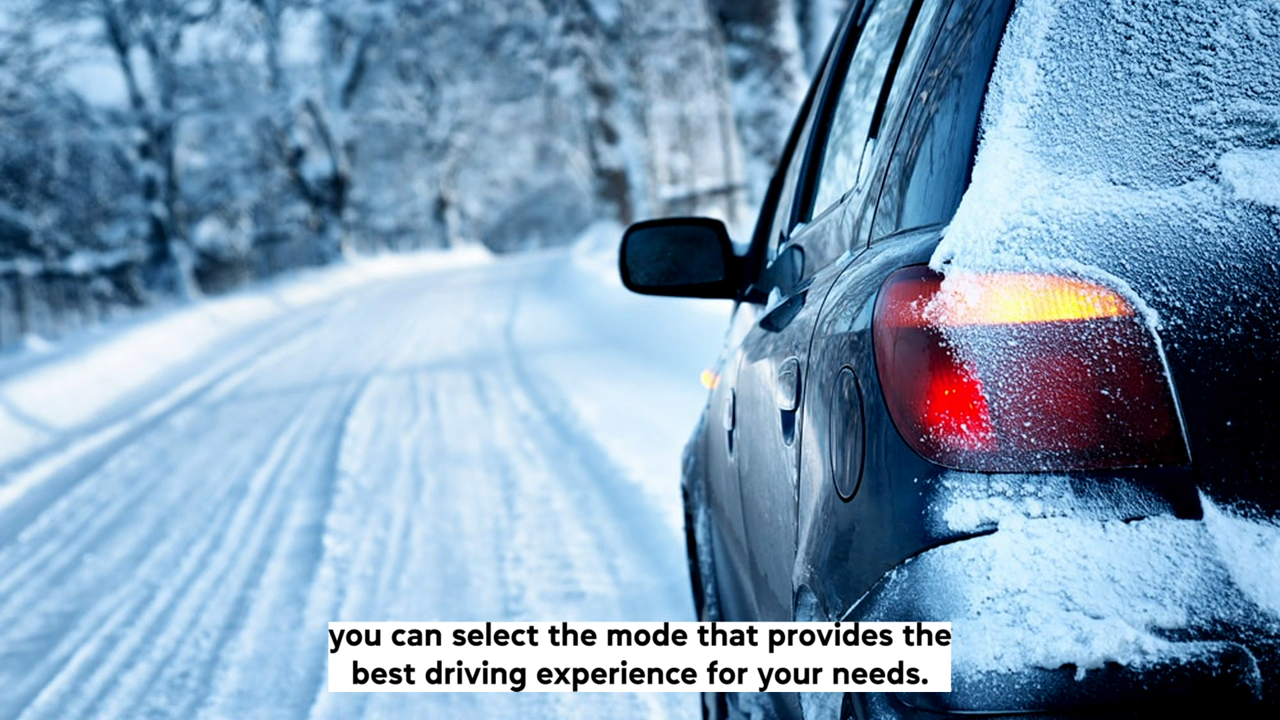 you can select the mode that provides the
best driving experience for your needs.